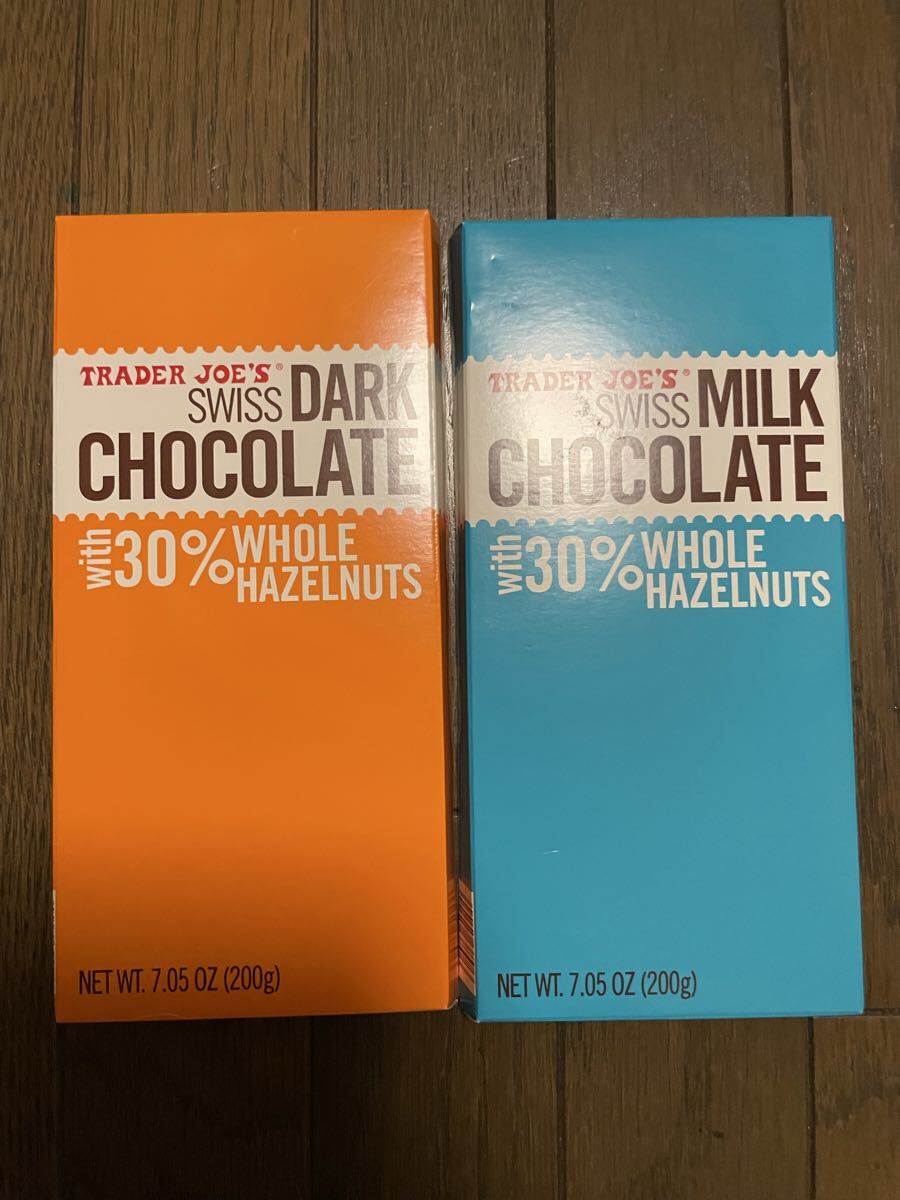 TRADER JOE'S®
SWISS DARK
CHOCOLATE
with 30% WHOLE
HAZELNUTS
NET WT. 7.05 OZ (200g)
TRADER JOE'S®
SWISS MILK
CHOCOLATE
with 30% WHOLE
HAZELNUTS
NET WT. 7.05 OZ (200g)